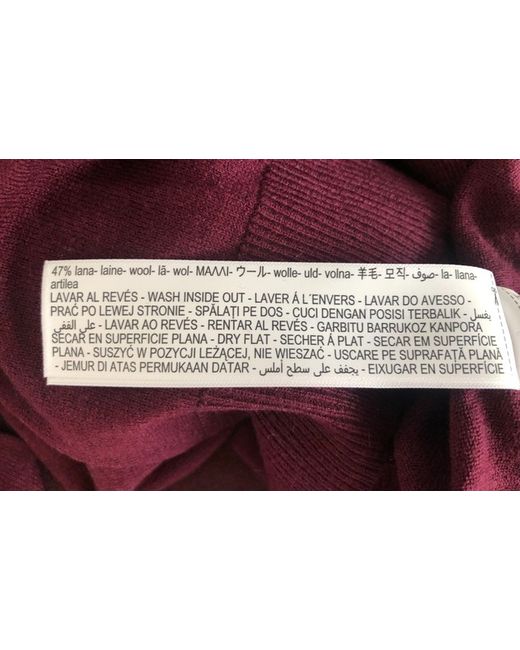 47% lana- laine- wool- lã- wol- ΜΑΛΛΙ- ウール- wolle- uld- volna- 羊毛- 모직- صوف- la- llana-
artilea
LAVAR AL REVÉS - WASH INSIDE OUT - LAVER Á L´ENVERS - LAVAR DO AVESSO -
PRAĆ PO LEWEJ STRONIE - SPĂLAŢI PE DOS - CUCI DENGAN POSISI TERBALIK - يغسل
على القفى - LAVAR AO REVÉS - RENTAR AL REVÉS - GARBITU BARRUKOZ KANPORA
SECAR EN SUPERFICIE PLANA - DRY FLAT - SÉCHER Á PLAT - SECAR EM SUPERFÍCIE
PLANA - SUSZYĆ W POZYCJI LEŻĄCEJ, NIE WIESZAĆ - USCARE PE SUPRAFAŢĂ PLANĂ
- JEMUR DI ATAS PERMUKAAN DATAR - يجفف على سطح أملس - EIXUGAR EN SUPERFÍCIE